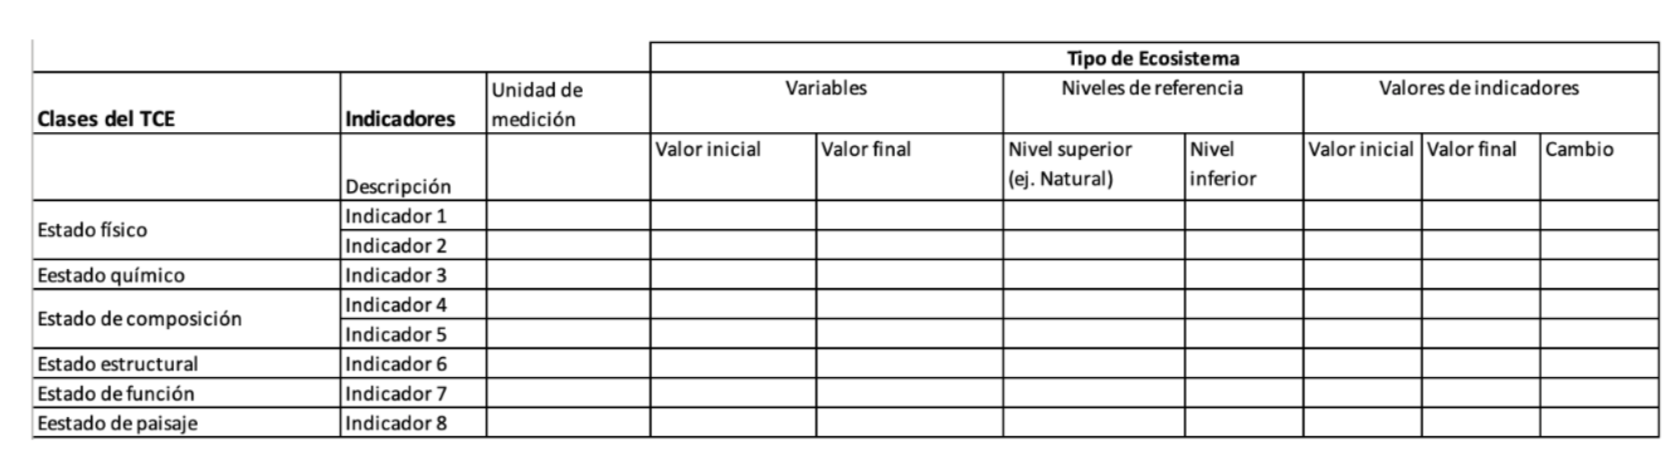 Tipo de Ecosistema
Clases del TCE Indicadores Unidad de medición Variables Niveles de referencia Valores de indicadores
Descripción Valor inicial Valor final Nivel superior (ej. Natural) Nivel inferior Valor inicial Valor final Cambio
Estado físico Indicador 1
Indicador 2
Eestado químico Indicador 3
Estado de composición Indicador 4
Indicador 5
Estado estructural Indicador 6
Estado de función Indicador 7
Eestado de paisaje Indicador 8